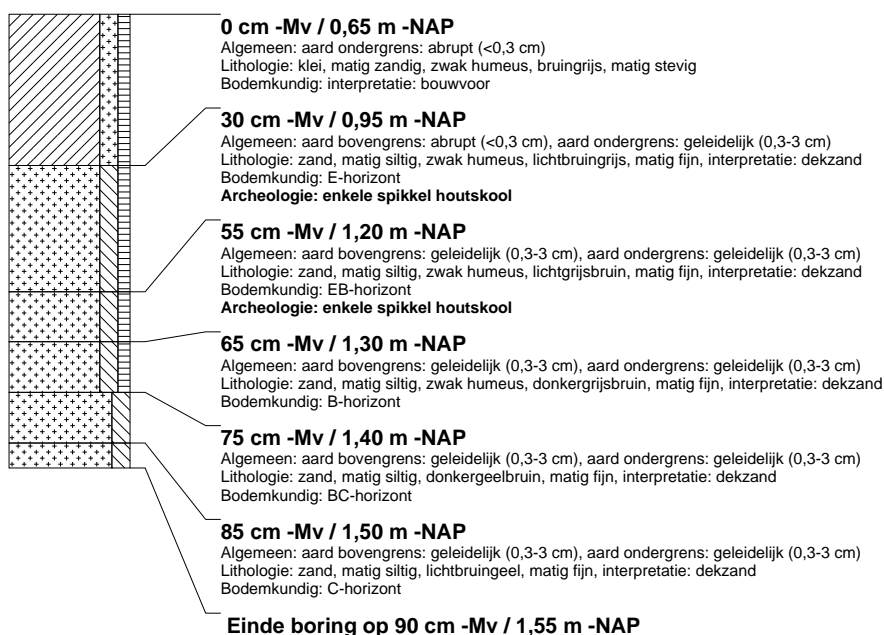 0 cm -Mv / 0,65 m -NAP
Algemeen: aard ondergrens: abrupt (<0,3 cm)
Lithologie: klei, matig zandig, zwak humeus, bruingrijs, matig stevig
Bodemkundig: interpretatie: bouwvoor
30 cm -Mv / 0,95 m -NAP
Algemeen: aard bovengrens: abrupt (<0,3 cm), aard ondergrens: geleidelijk (0,3-3 cm)
Lithologie: zand, matig siltig, zwak humeus, lichtbruingrijs, matig fijn, interpretatie: dekzand
Bodemkundig: E-horizont
Archeologie: enkele spikkel houtskool
55 cm -Mv / 1,20 m -NAP
Algemeen: aard bovengrens: geleidelijk (0,3-3 cm), aard ondergrens: geleidelijk (0,3-3 cm)
Lithologie: zand, matig siltig, zwak humeus, lichtgrijsbruin, matig fijn, interpretatie: dekzand
Bodemkundig: EB-horizont
Archeologie: enkele spikkel houtskool
65 cm -Mv / 1,30 m -NAP
Algemeen: aard bovengrens: geleidelijk (0,3-3 cm), aard ondergrens: geleidelijk (0,3-3 cm)
Lithologie: zand, matig siltig, zwak humeus, donkergrijsbruin, matig fijn, interpretatie: dekzand
Bodemkundig: B-horizont
75 cm -Mv / 1,40 m -NAP
Algemeen: aard bovengrens: geleidelijk (0,3-3 cm), aard ondergrens: geleidelijk (0,3-3 cm)
Lithologie: zand, matig siltig, donkergeelbruin, matig fijn, interpretatie: dekzand
Bodemkundig: BC-horizont
85 cm -Mv / 1,50 m -NAP
Algemeen: aard bovengrens: geleidelijk (0,3-3 cm), aard ondergrens: geleidelijk (0,3-3 cm)
Lithologie: zand, matig siltig, lichtbruingeel, matig fijn, interpretatie: dekzand
Bodemkundig: C-horizont
Einde boring op 90 cm -Mv / 1,55 m -NAP